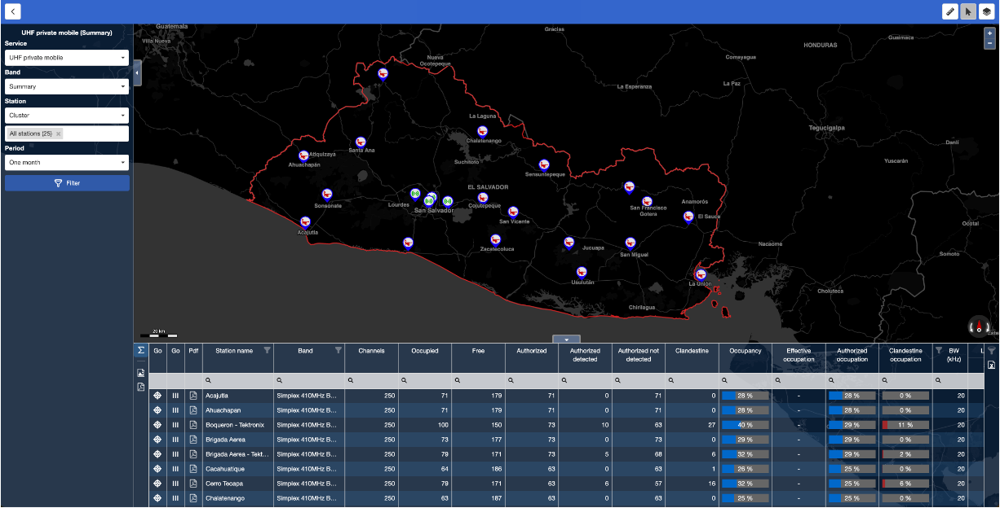 UHF private mobile (Summary)
Service
UHF private mobile
Band
Summary
Station
Cluster
All stations (25) ×
Period
One month
Filter
Guatemala
Villa Nueva
Gracias
Guaimaca
HONDURAS
Nueva
Ocotepeque
Comayagua
La Esperanza
La Paz
La Laguna
Tegucigalpa
Chalatenango
Danlí
Santa Ana
Atiquizaya
Ahuachapán
Suchitoto
Sensuntepeque
Yuscarán
EL SALVADOR
Sonsonate
Lourdes
San Salvador
Cojutepeque
San Francisco
Gotera
Anamorós
El Sauce
San Vicente
Ocotal
Acajutla
Zacatecoluca
Jucuapa
San Miguel
Nacaome
Somoto
Usulután
La Unión
Choluteca
Chirilagua
20 km
Σ Go Go Pdf Station name Band Channels Occupied Free Authorized Authorized detected Authorized not detected Clandestine Occupancy Effective occupation Authorized occupation Clandestine occupation BW (kHz) L
Acajutla Simplex 410MHz B... 250 71 179 71 0 71 0 28 % - 28 % 0 % 20
Ahuachapan Simplex 410MHz B... 250 71 179 71 0 71 0 28 % - 28 % 0 % 20
Boqueron - Tektronix Simplex 410MHz B... 250 100 150 73 10 63 27 40 % - 29 % 11 % 20
Brigada Aerea Simplex 410MHz B... 250 73 177 73 0 73 0 29 % - 29 % 0 % 20
Brigada Aerea - Tekt... Simplex 410MHz B... 250 79 171 73 5 68 6 32 % - 29 % 2 % 20
Cacahuatique Simplex 410MHz B... 250 64 186 63 0 63 1 26 % - 25 % 0 % 20
Cerro Tecapa Simplex 410MHz B... 250 79 171 63 6 57 16 32 % - 25 % 6 % 20
Chalatenango Simplex 410MHz B... 250 63 187 63 0 63 0 25 % - 25 % 0 % 20